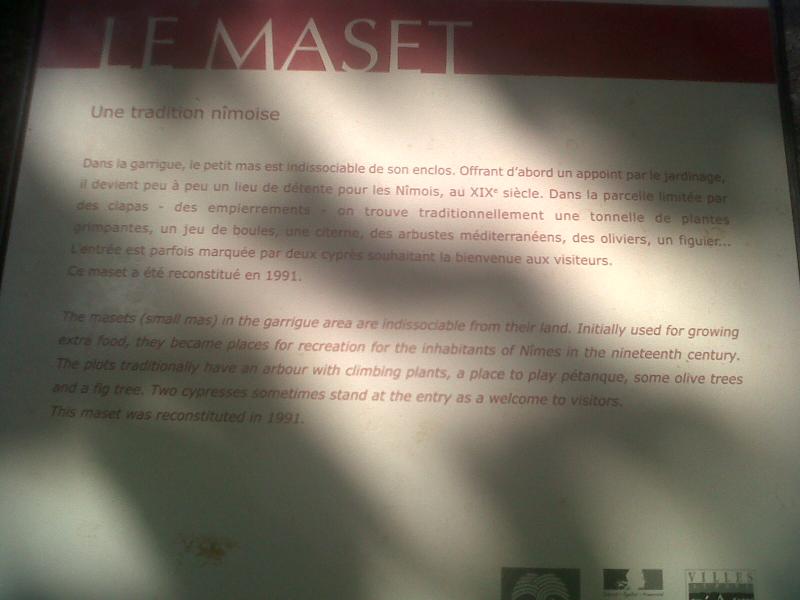 LE MASET
Une tradition nîmoise
Dans la garrigue, le petit mas est indissociable de son enclos. Offrant d'abord un appoint par le jardinage,
il devient peu à peu un lieu de détente pour les Nîmois, au XIXᵉ siècle. Dans la parcelle limitée par
des clapas - des empierrements - on trouve traditionnellement une tonnelle de plantes
grimpantes, un jeu de boules, une citerne, des arbustes méditerranéens, des oliviers, un figuier...
L'entrée est parfois marquée par deux cyprès souhaitant la bienvenue aux visiteurs.
Ce maset a été reconstitué en 1991.
The masets (small mas) in the garrigue area are indissociable from their land. Initially used for growing
extra food, they became places for recreation for the inhabitants of Nîmes in the nineteenth century.
The plots traditionally have an arbour with climbing plants, a place to play pétanque, some olive trees
and a fig tree. Two cypresses sometimes stand at the entry as a welcome to visitors.
This maset was reconstituted in 1991.
VILLES